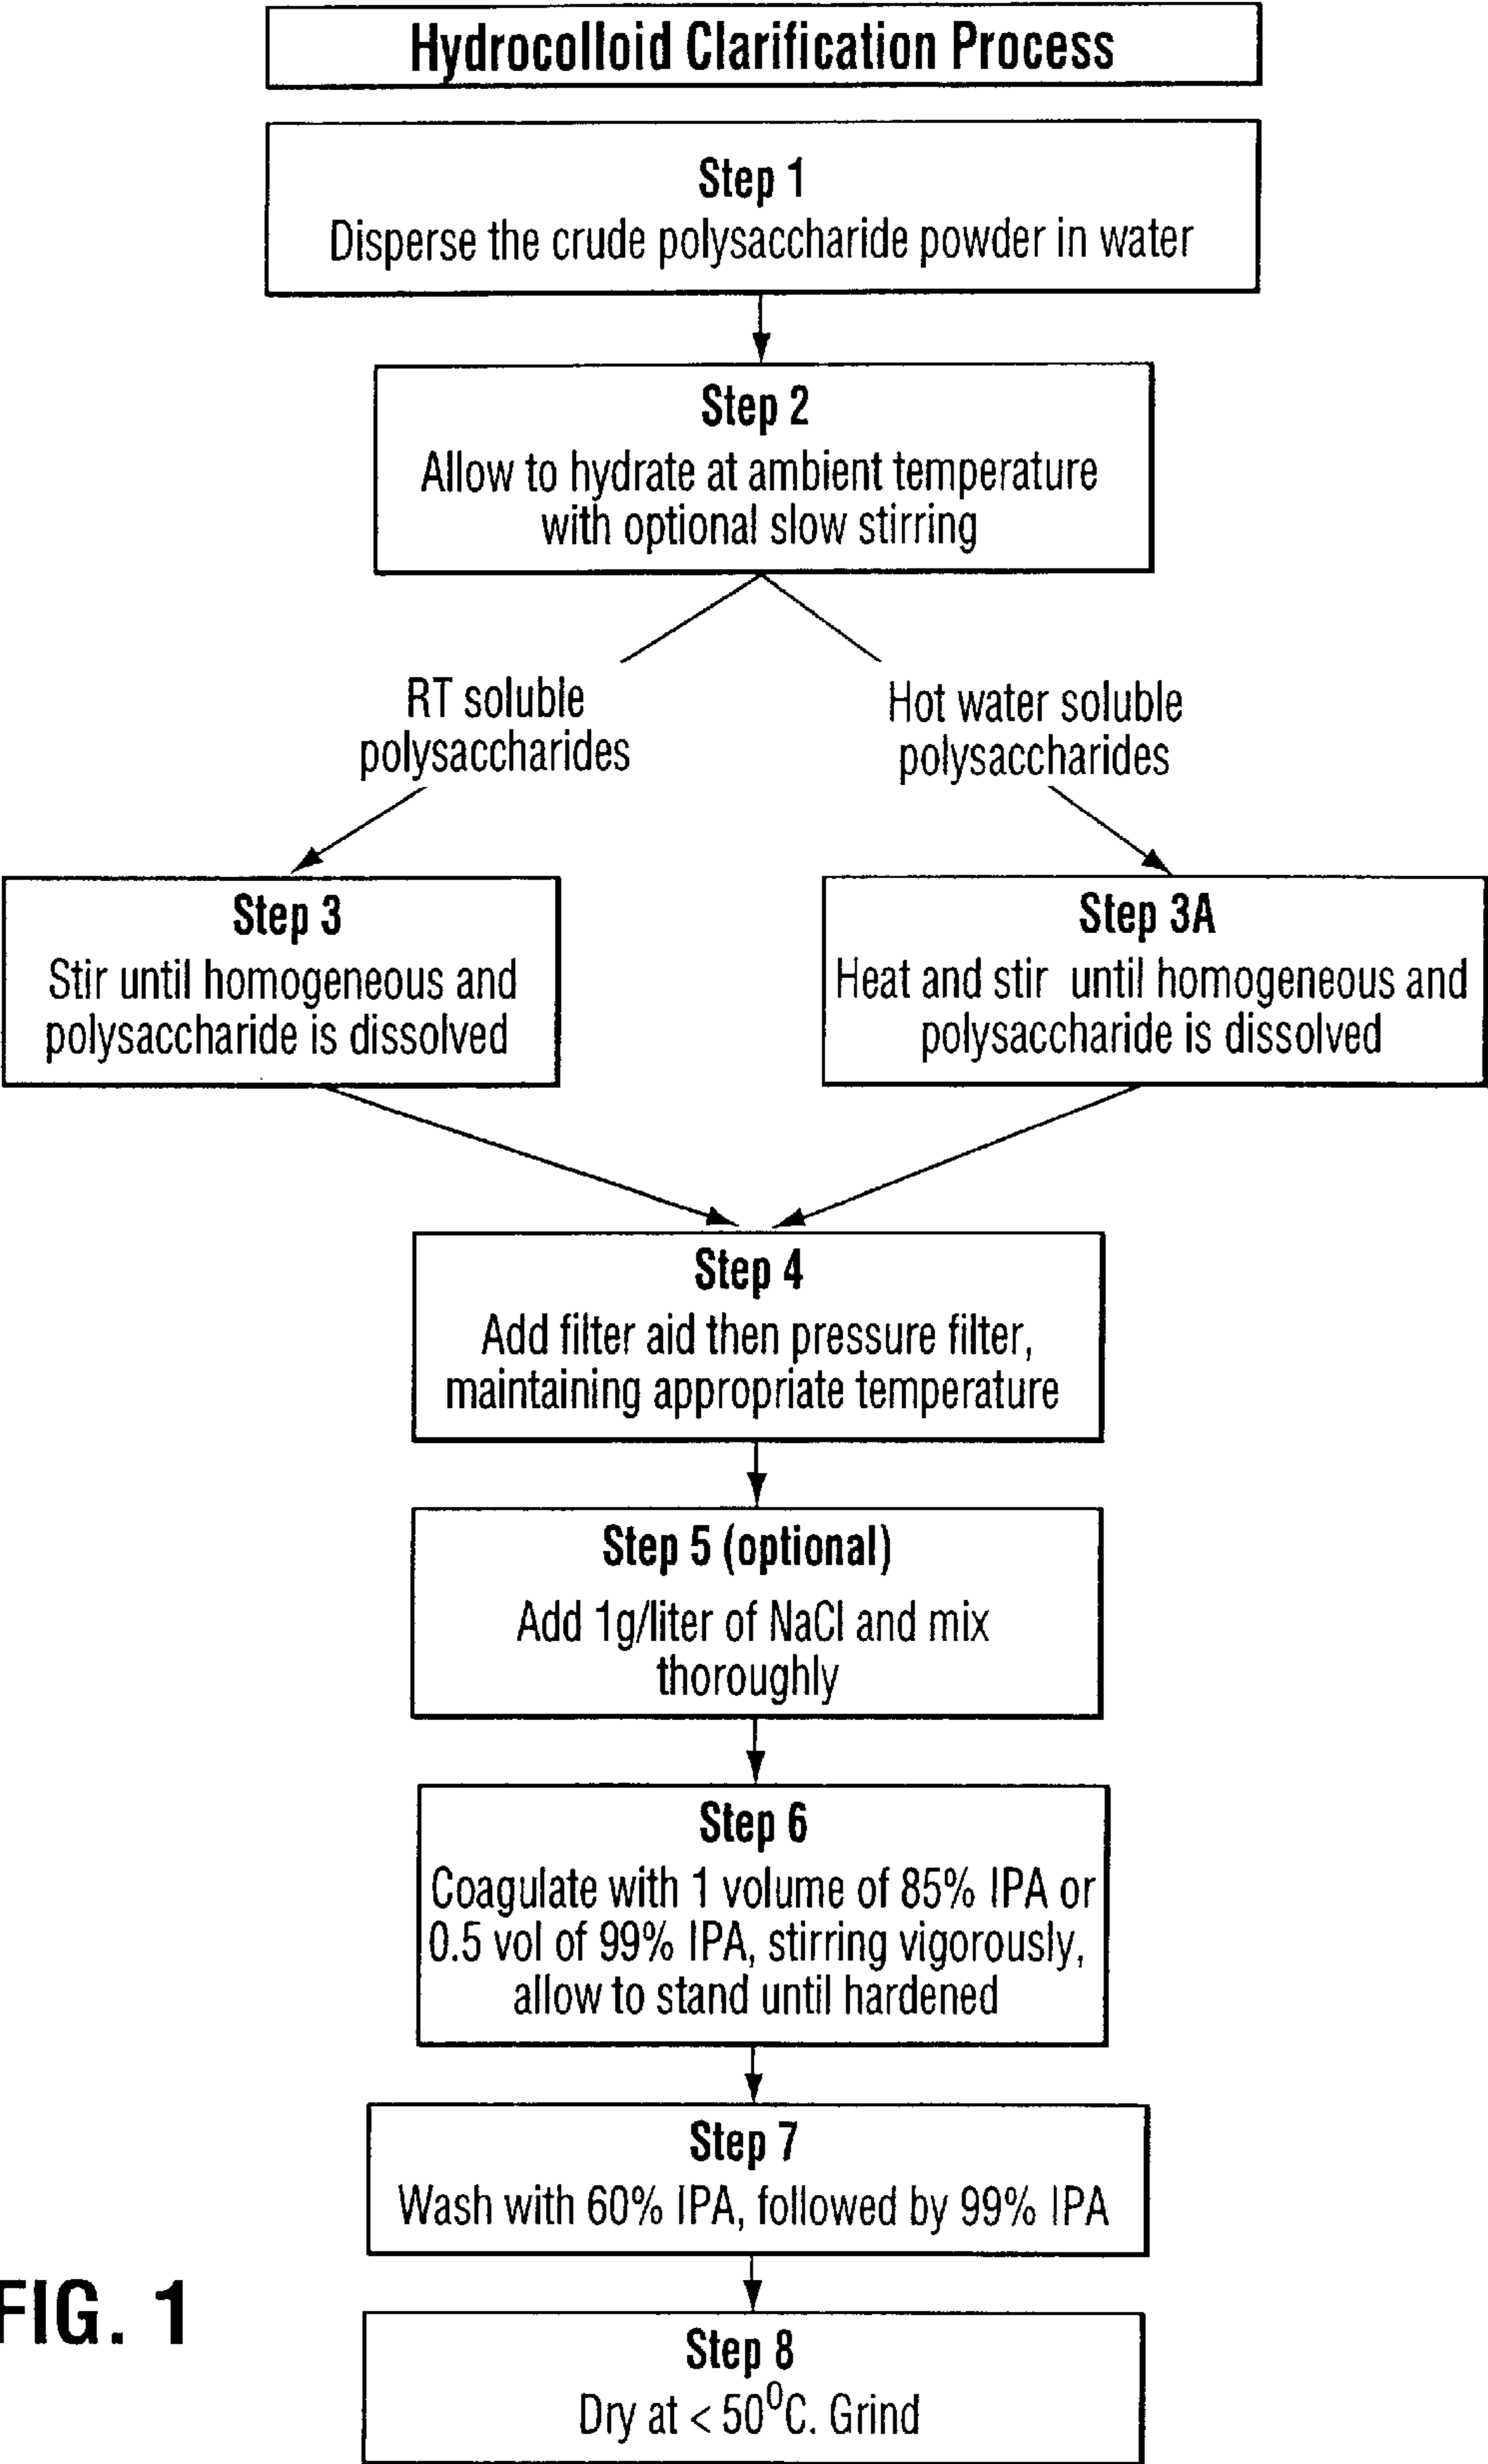 Hydrocolloid Clarification Process
Step 1
Disperse the crude polysaccharide powder in water
Step 2
Allow to hydrate at ambient temperature
with optional slow stirring
RT soluble
polysaccharides
Hot water soluble
polysaccharides
Step 3
Stir until homogeneous and
polysaccharide is dissolved
Step 3A
Heat and stir until homogeneous and
polysaccharide is dissolved
Step 4
Add filter aid then pressure filter,
maintaining appropriate temperature
Step 5 (optional)
Add 1g/liter of NaCl and mix
thoroughly
Step 6
Coagulate with 1 volume of 85% IPA or
0.5 vol of 99% IPA, stirring vigorously,
allow to stand until hardened
Step 7
Wash with 60% IPA, followed by 99% IPA
FIG. 1
Step 8
Dry at < 50⁰C. Grind